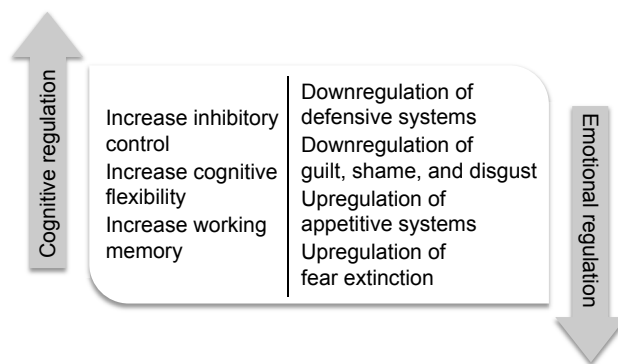 Cognitive regulation
Increase inhibitory
control
Increase cognitive
flexibility
Increase working
memory
Downregulation of
defensive systems
Downregulation of
guilt, shame, and disgust
Upregulation of
appetitive systems
Upregulation of
fear extinction
Emotional regulation